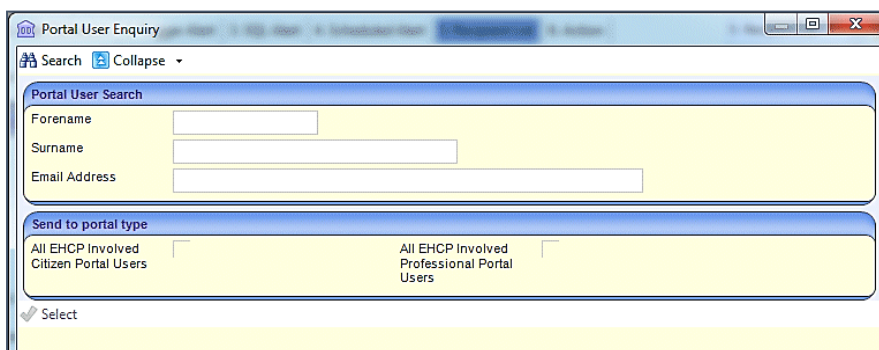 Portal User Enquiry
Search Collapse
Portal User Search
Forename
Surname
Email Address
Send to portal type
All EHCP Involved
Citizen Portal Users
All EHCP Involved
Professional Portal
Users
Select